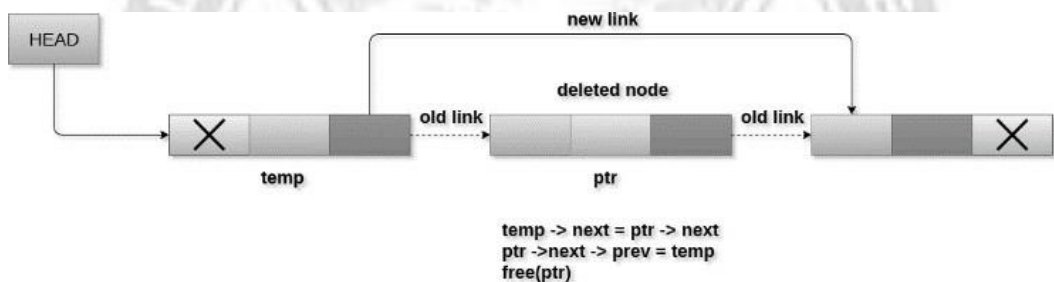 new link
HEAD
deleted node
old link
old link
temp
ptr
temp -> next = ptr -> next
ptr ->next -> prev = temp
free(ptr)